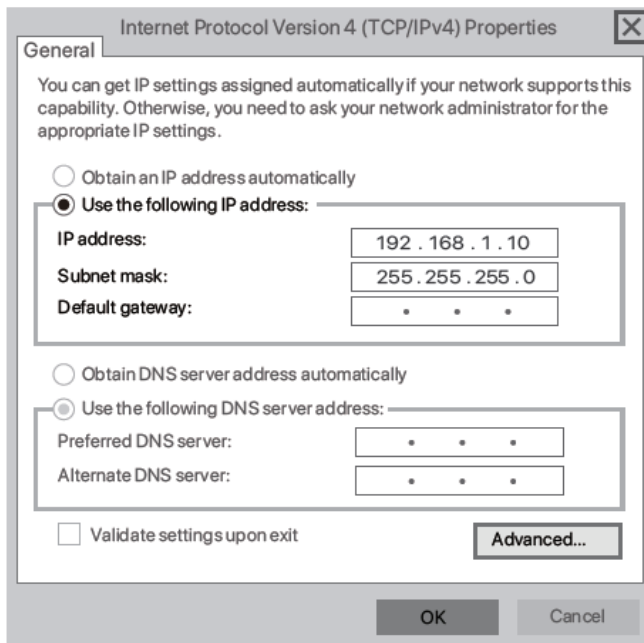 Internet Protocol Version 4 (TCP/IPv4) Properties
General
You can get IP settings assigned automatically if your network supports this
capability. Otherwise, you need to ask your network administrator for the
appropriate IP settings.
Obtain an IP address automatically
Use the following IP address:
IP address: 192 . 168 . 1 . 10
Subnet mask: 255 . 255 . 255 . 0
Default gateway: . . .
Obtain DNS server address automatically
Use the following DNS server address:
Preferred DNS server: . . .
Alternate DNS server: . . .
Validate settings upon exit
Advanced...
OK Cancel